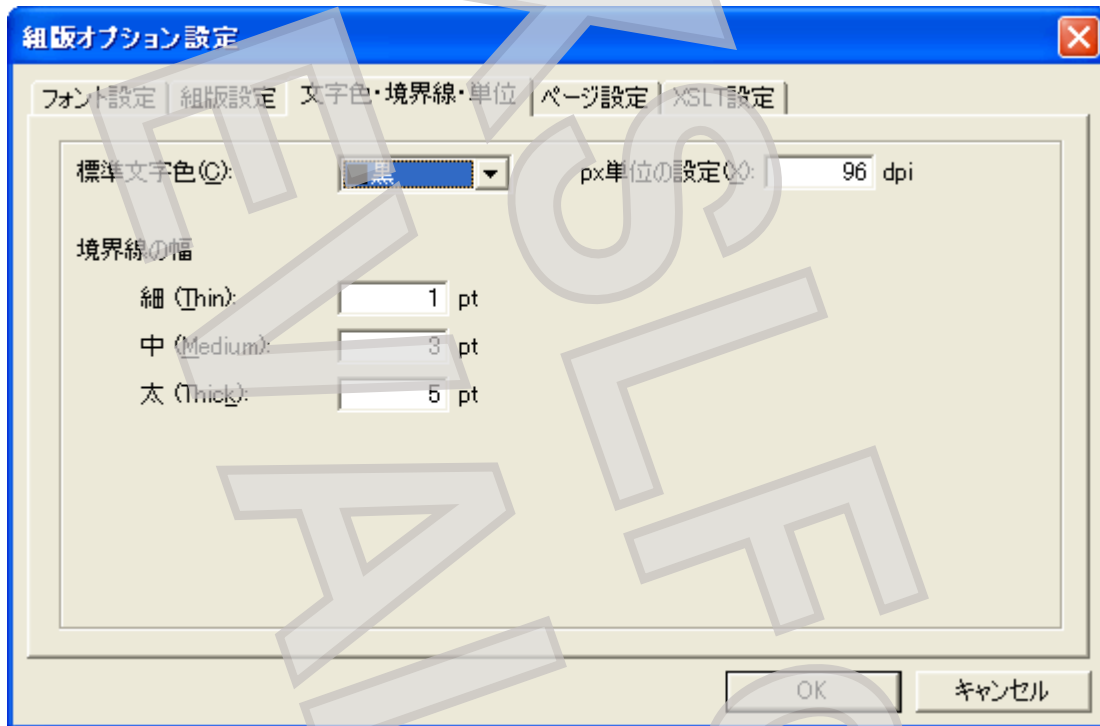 組版オプション設定
フォント設定 組版設定 文字色・境界線・単位 ページ設定 XSLT設定
標準文字色(C): 黒 px単位の設定(X): 96 dpi
境界線の幅
細 (Thin): 1 pt
中 (Medium): 3 pt
太 (Thick): 5 pt
OK キャンセル